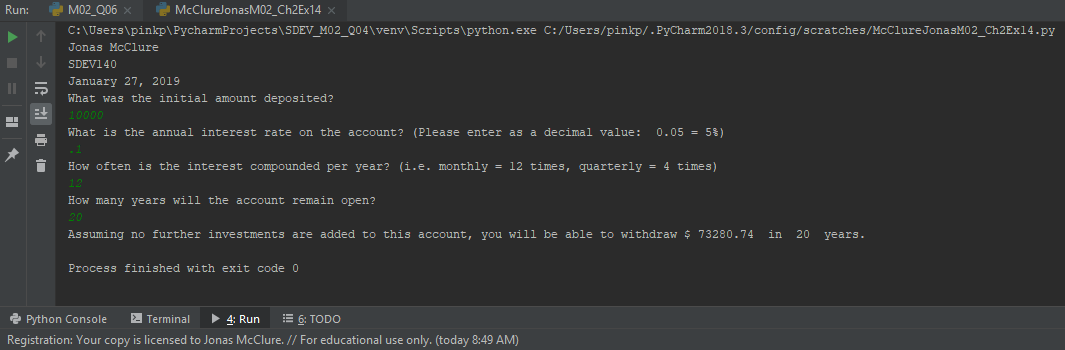 Run: M02_Q06 × McClureJonasM02_Ch2Ex14 ×
C:\Users\pinkp\PycharmProjects\SDEV_M02_Q04\venv\Scripts\python.exe C:/Users/pinkp/.PyCharm2018.3/config/scratches/McClureJonasM02_Ch2Ex14.py
Jonas McClure
SDEV140
January 27, 2019
What was the initial amount deposited?
10000
What is the annual interest rate on the account? (Please enter as a decimal value:  0.05 = 5%)
.1
How often is the interest compounded per year? (i.e. monthly = 12 times, quarterly = 4 times)
12
How many years will the account remain open?
20
Assuming no further investments are added to this account, you will be able to withdraw $ 73280.74  in  20  years.
Process finished with exit code 0
Python Console Terminal 4: Run 6: TODO
Registration: Your copy is licensed to Jonas McClure. // For educational use only. (today 8:49 AM)